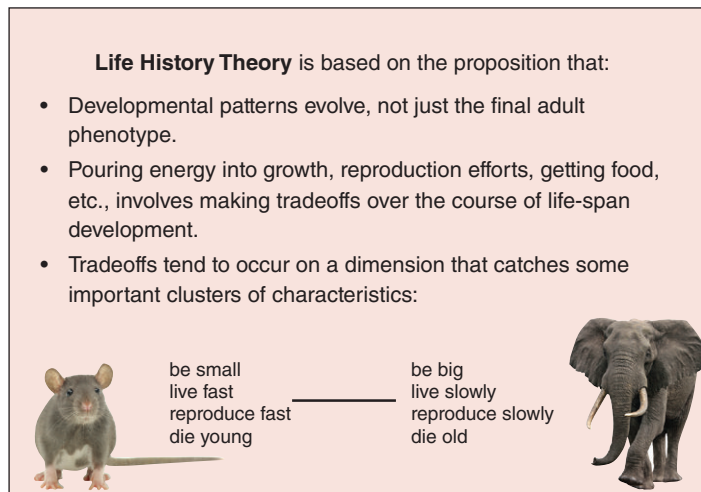 Life History Theory is based on the proposition that:
• Developmental patterns evolve, not just the final adult
phenotype.
• Pouring energy into growth, reproduction efforts, getting food,
etc., involves making tradeoffs over the course of life-span
development.
• Tradeoffs tend to occur on a dimension that catches some
important clusters of characteristics:
be small
live fast
reproduce fast
die young
be big
live slowly
reproduce slowly
die old